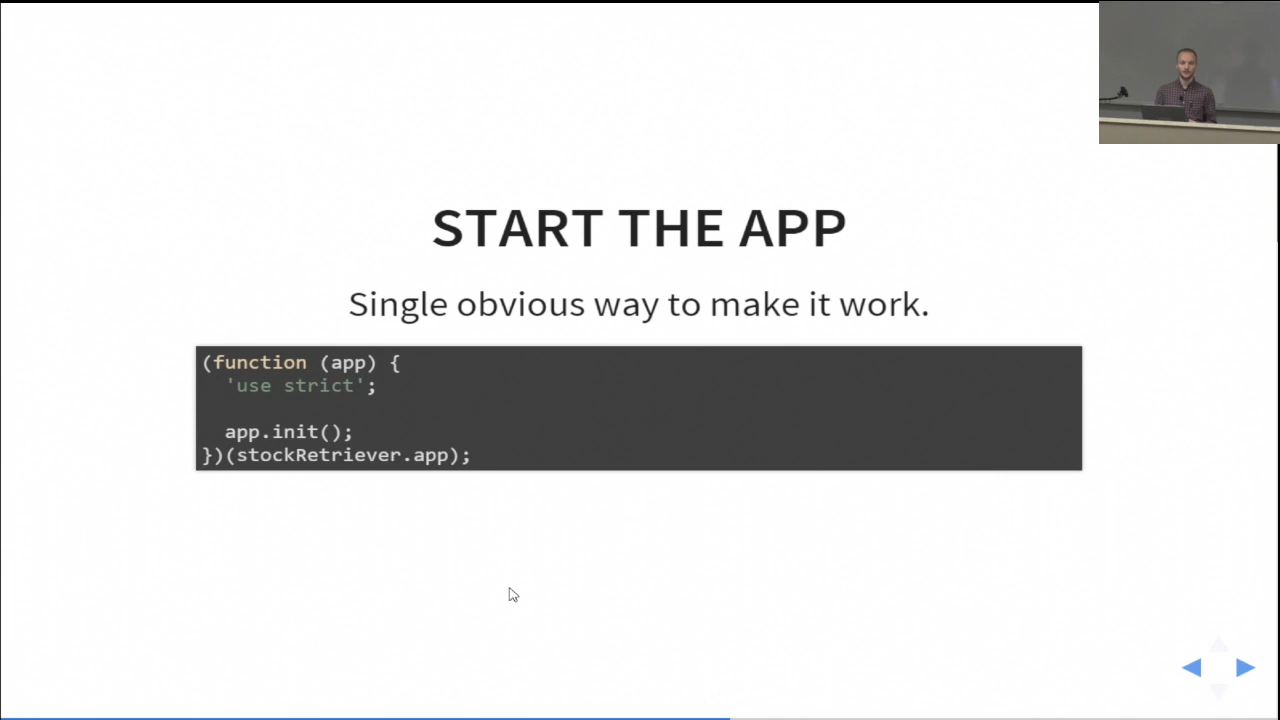 START THE APP
Single obvious way to make it work.
(function (app) {
  'use strict';

  app.init();
})(stockRetriever.app);